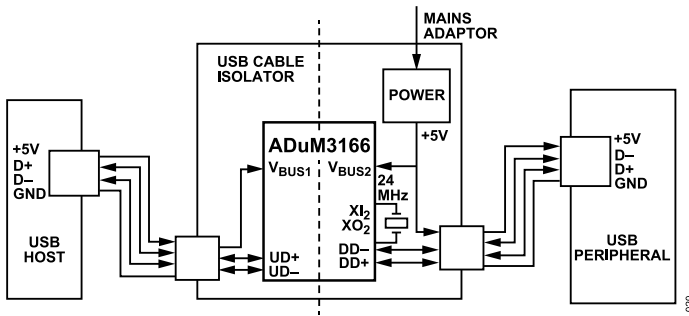 MAINS
ADAPTOR
USB CABLE
ISOLATOR
POWER
+5V
ADuM3166
VBUS1
VBUS2
24
MHz
XI2
XO2
UD+
UD–
DD–
DD+
+5V
D+
D–
GND
USB
HOST
+5V
D–
D+
GND
USB
PERIPHERAL